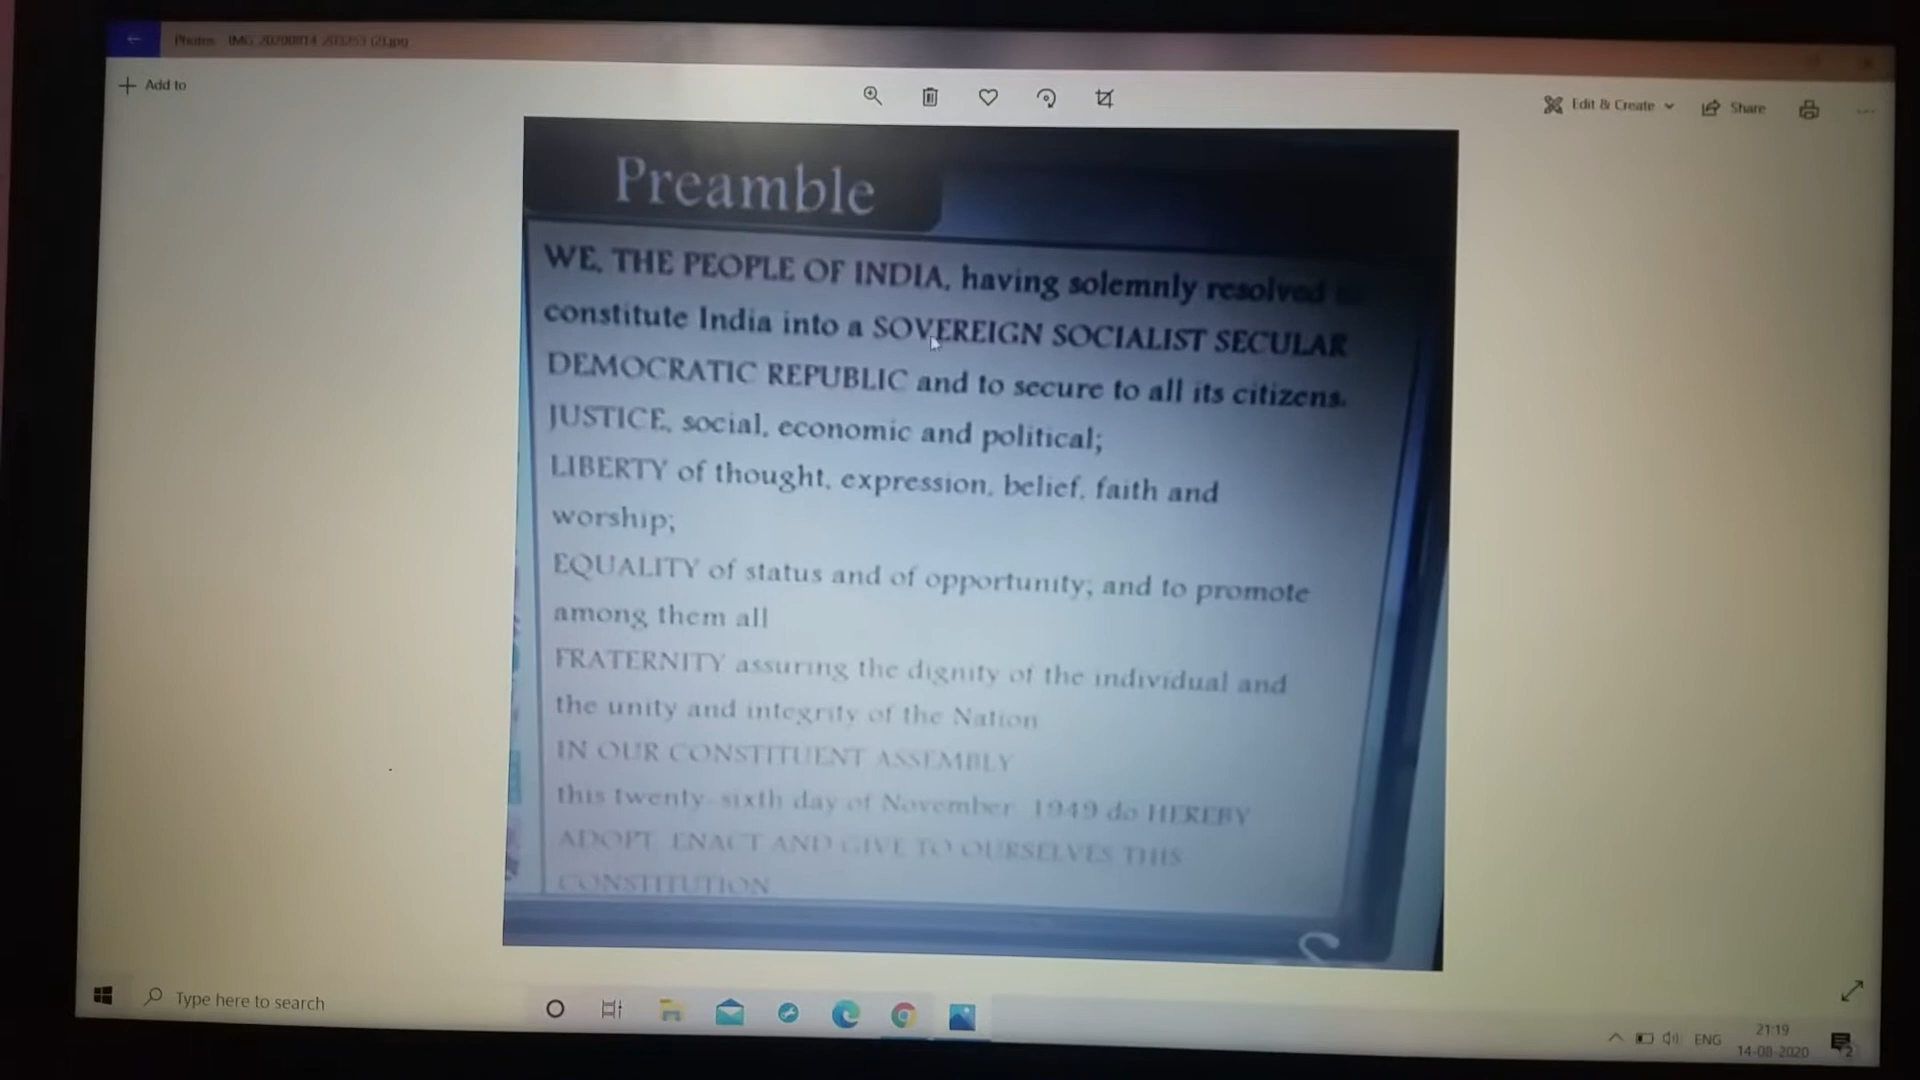 Photos - IMG_20200814_203253 (2).jpg
Add to
Edit & Create
Share
Preamble
WE, THE PEOPLE OF INDIA, having solemnly resolved
constitute India into a SOVEREIGN SOCIALIST SECULAR
DEMOCRATIC REPUBLIC and to secure to all its citizens.
JUSTICE, social, economic and political;
LIBERTY of thought, expression, belief, faith and
worship;
EQUALITY of status and of opportunity; and to promote
among them all
FRATERNITY assuring the dignity of the individual and
the unity and integrity of the Nation
IN OUR CONSTITUENT ASSEMBLY
this twenty-sixth day of November 1949 do HEREBY
ADOPT ENACT AND GIVE TO OURSELVES THIS
CONSTITUTION
Type here to search
ENG
21:19
14-08-2020
2